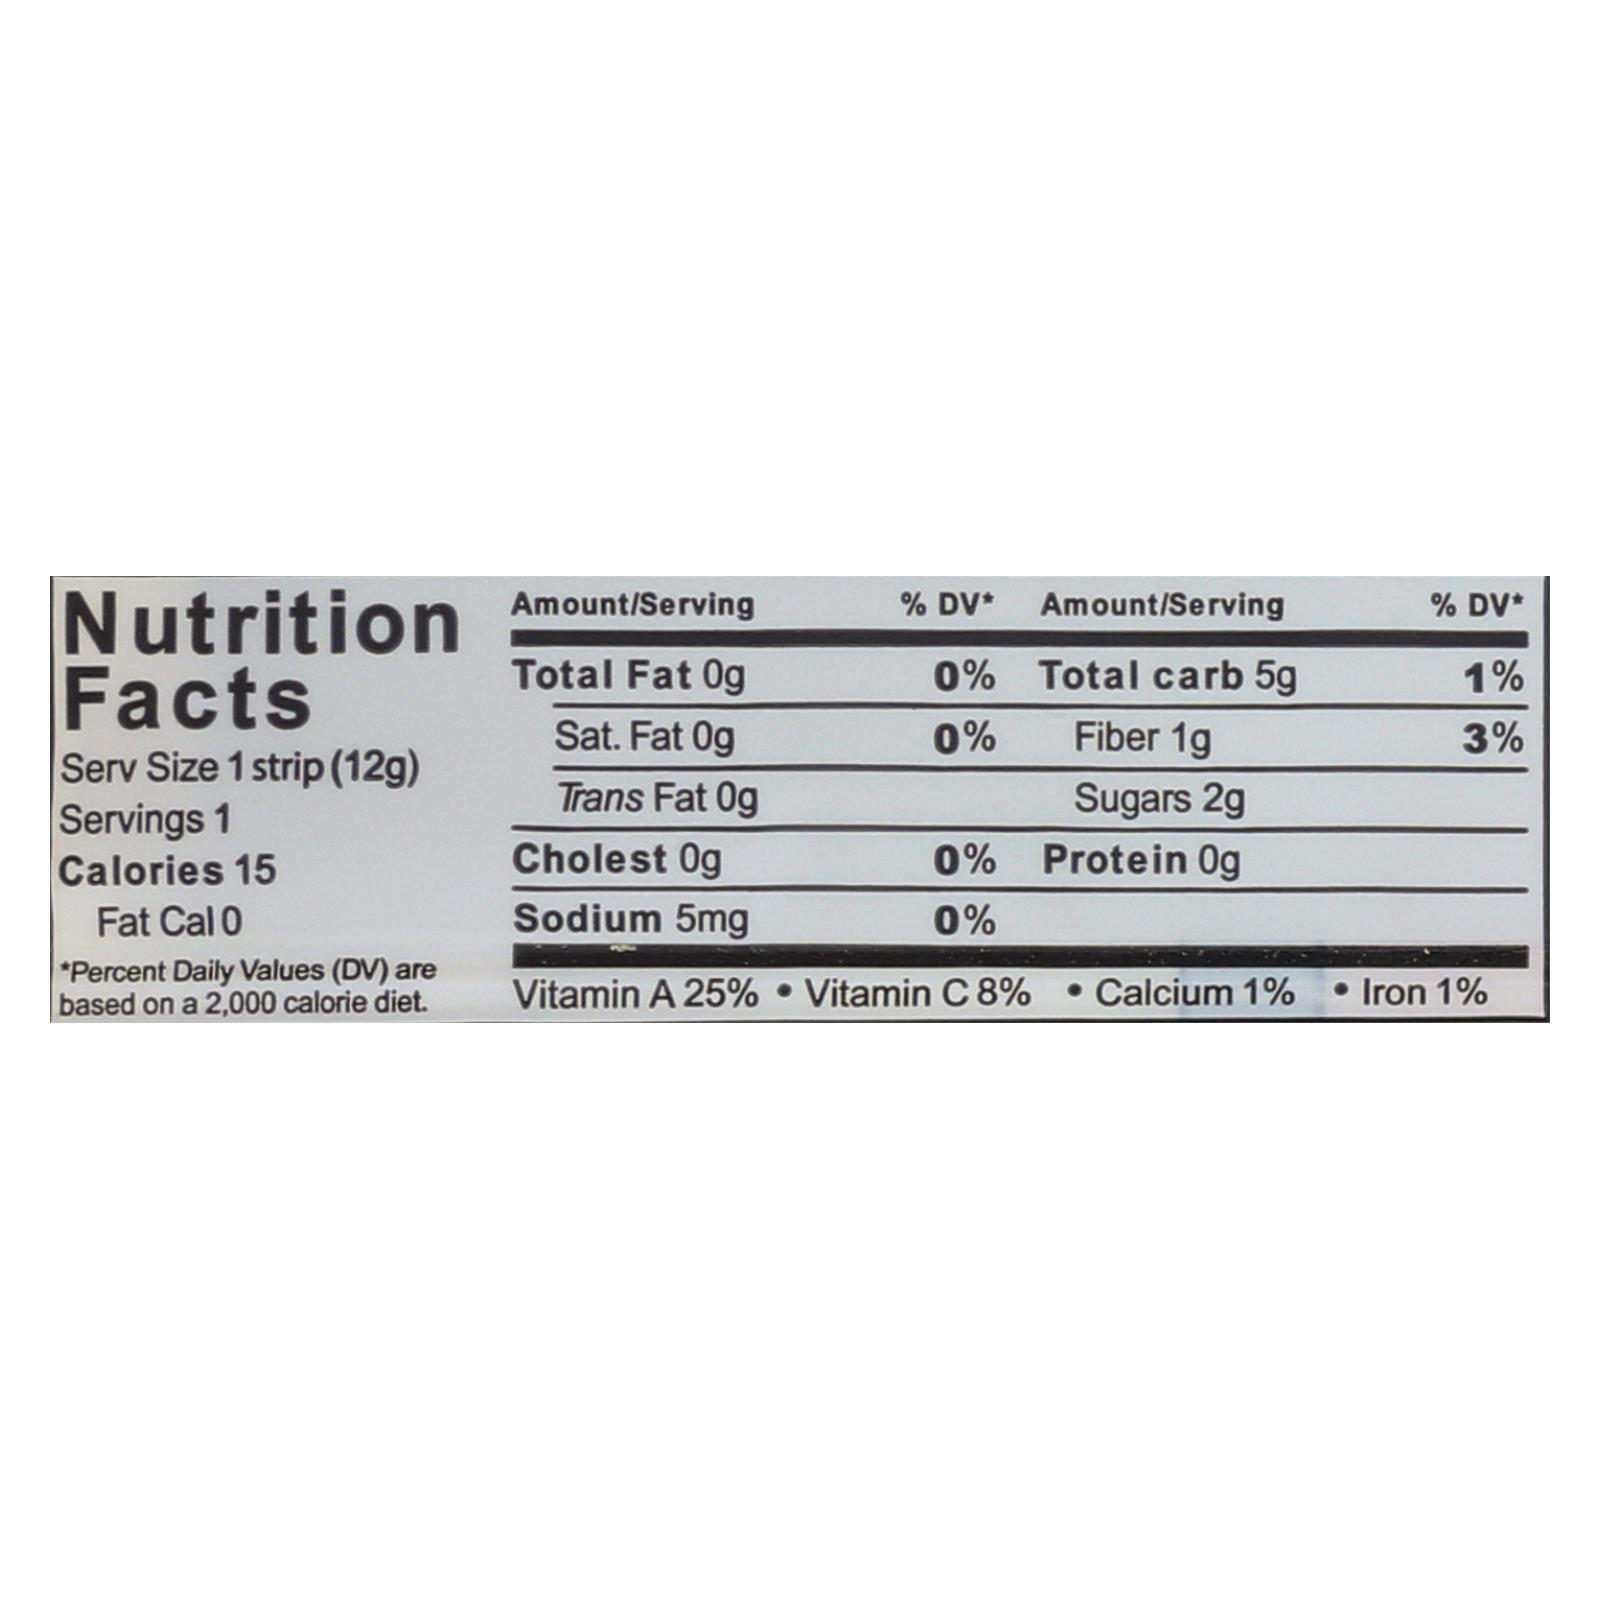 Nutrition
Facts
Serv Size 1 strip (12g)
Servings 1
Calories 15
Fat Cal 0
*Percent Daily Values (DV) are
based on a 2,000 calorie diet.
Amount/Serving % DV* Amount/Serving % DV*
Total Fat 0g 0% Total carb 5g 1%
Sat. Fat 0g 0% Fiber 1g 3%
Trans Fat 0g Sugars 2g
Cholest 0g 0% Protein 0g
Sodium 5mg 0%
Vitamin A 25% • Vitamin C 8% • Calcium 1% • Iron 1%